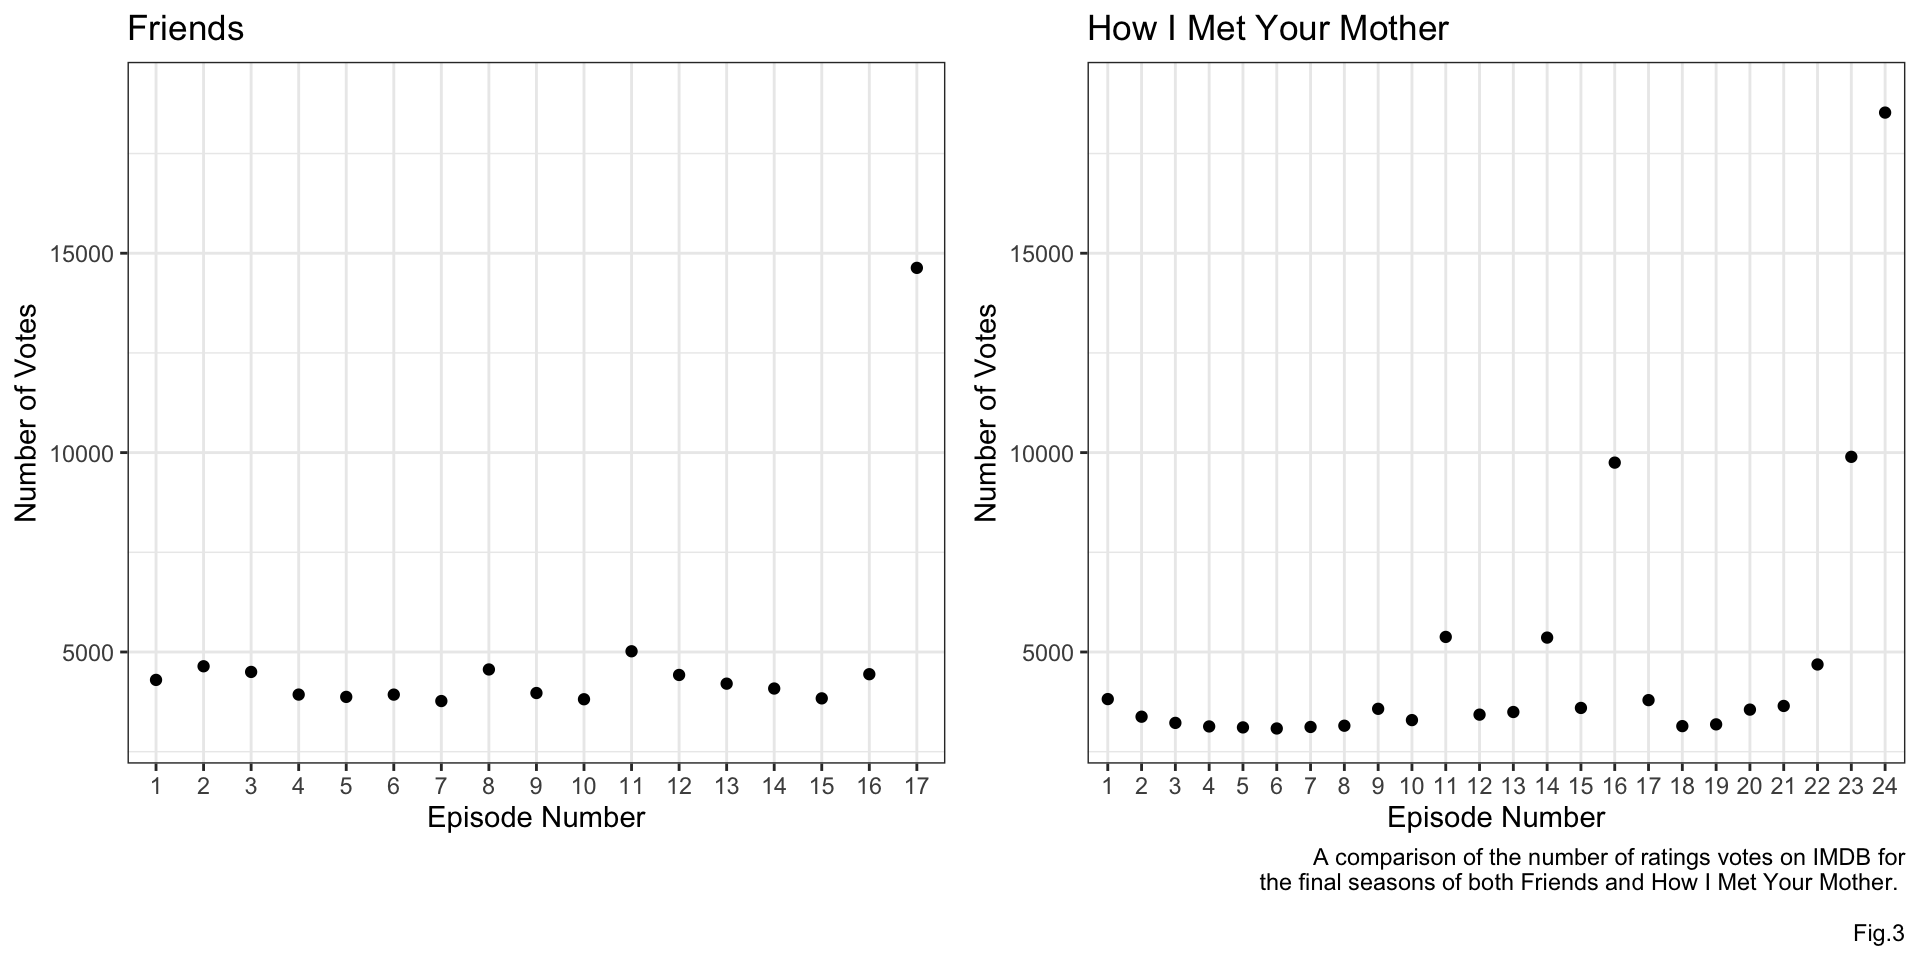 Friends
How I Met Your Mother
Number of Votes
15000
10000
5000
1 2 3 4 5 6 7 8 9 10 11 12 13 14 15 16 17
Episode Number
Number of Votes
15000
10000
5000
1 2 3 4 5 6 7 8 9 10 11 12 13 14 15 16 17 18 19 20 21 22 23 24
Episode Number
A comparison of the number of ratings votes on IMDB for
the final seasons of both Friends and How I Met Your Mother.
Fig.3